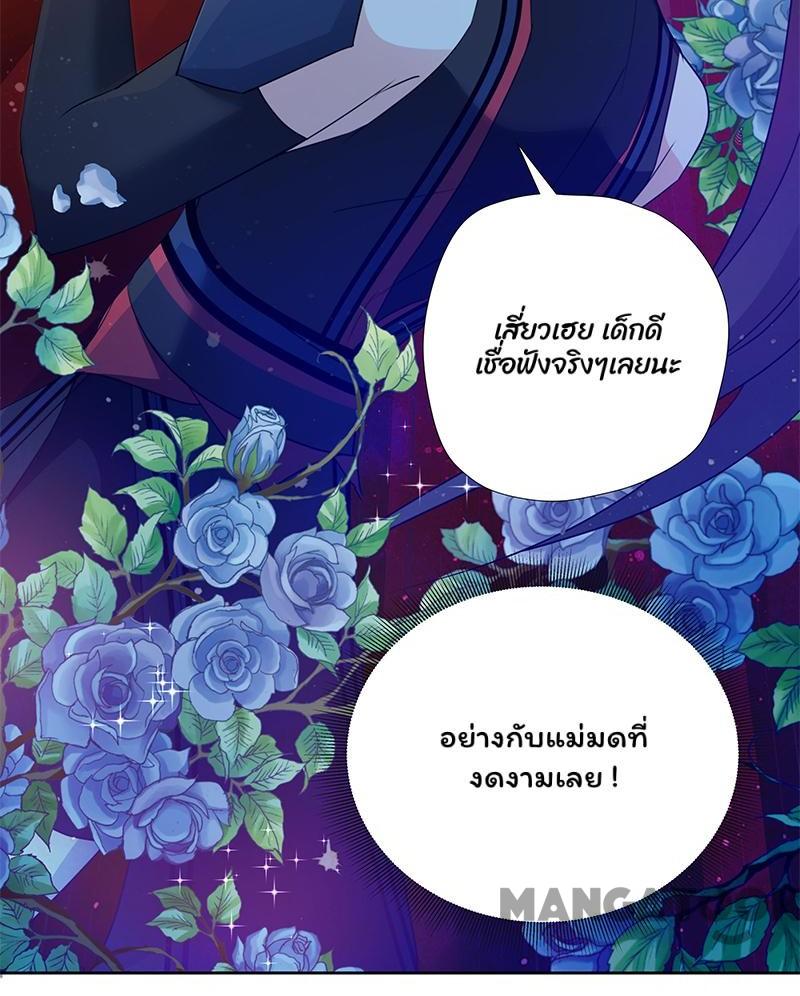 เสี่ยวเฮย เด็กดี
เชื่อฟังจริงๆเลยนะ
อย่างกับแม่มดที่
งดงามเลย !
MANGATOON